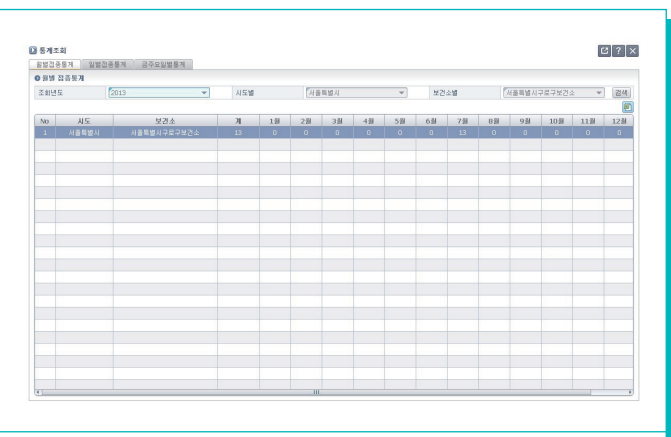 통계조회
월별접종통계 일별접종통계 금주요일별통계
월별 접종통계
조회년도 2013 시도별 서울특별시 보건소별 서울특별시구로구보건소 검색
No 시도 보건소 계 1월 2월 3월 4월 5월 6월 7월 8월 9월 10월 11월 12월
1 서울특별시 서울특별시구로구보건소 13 0 0 0 0 0 0 13 0 0 0 0 0